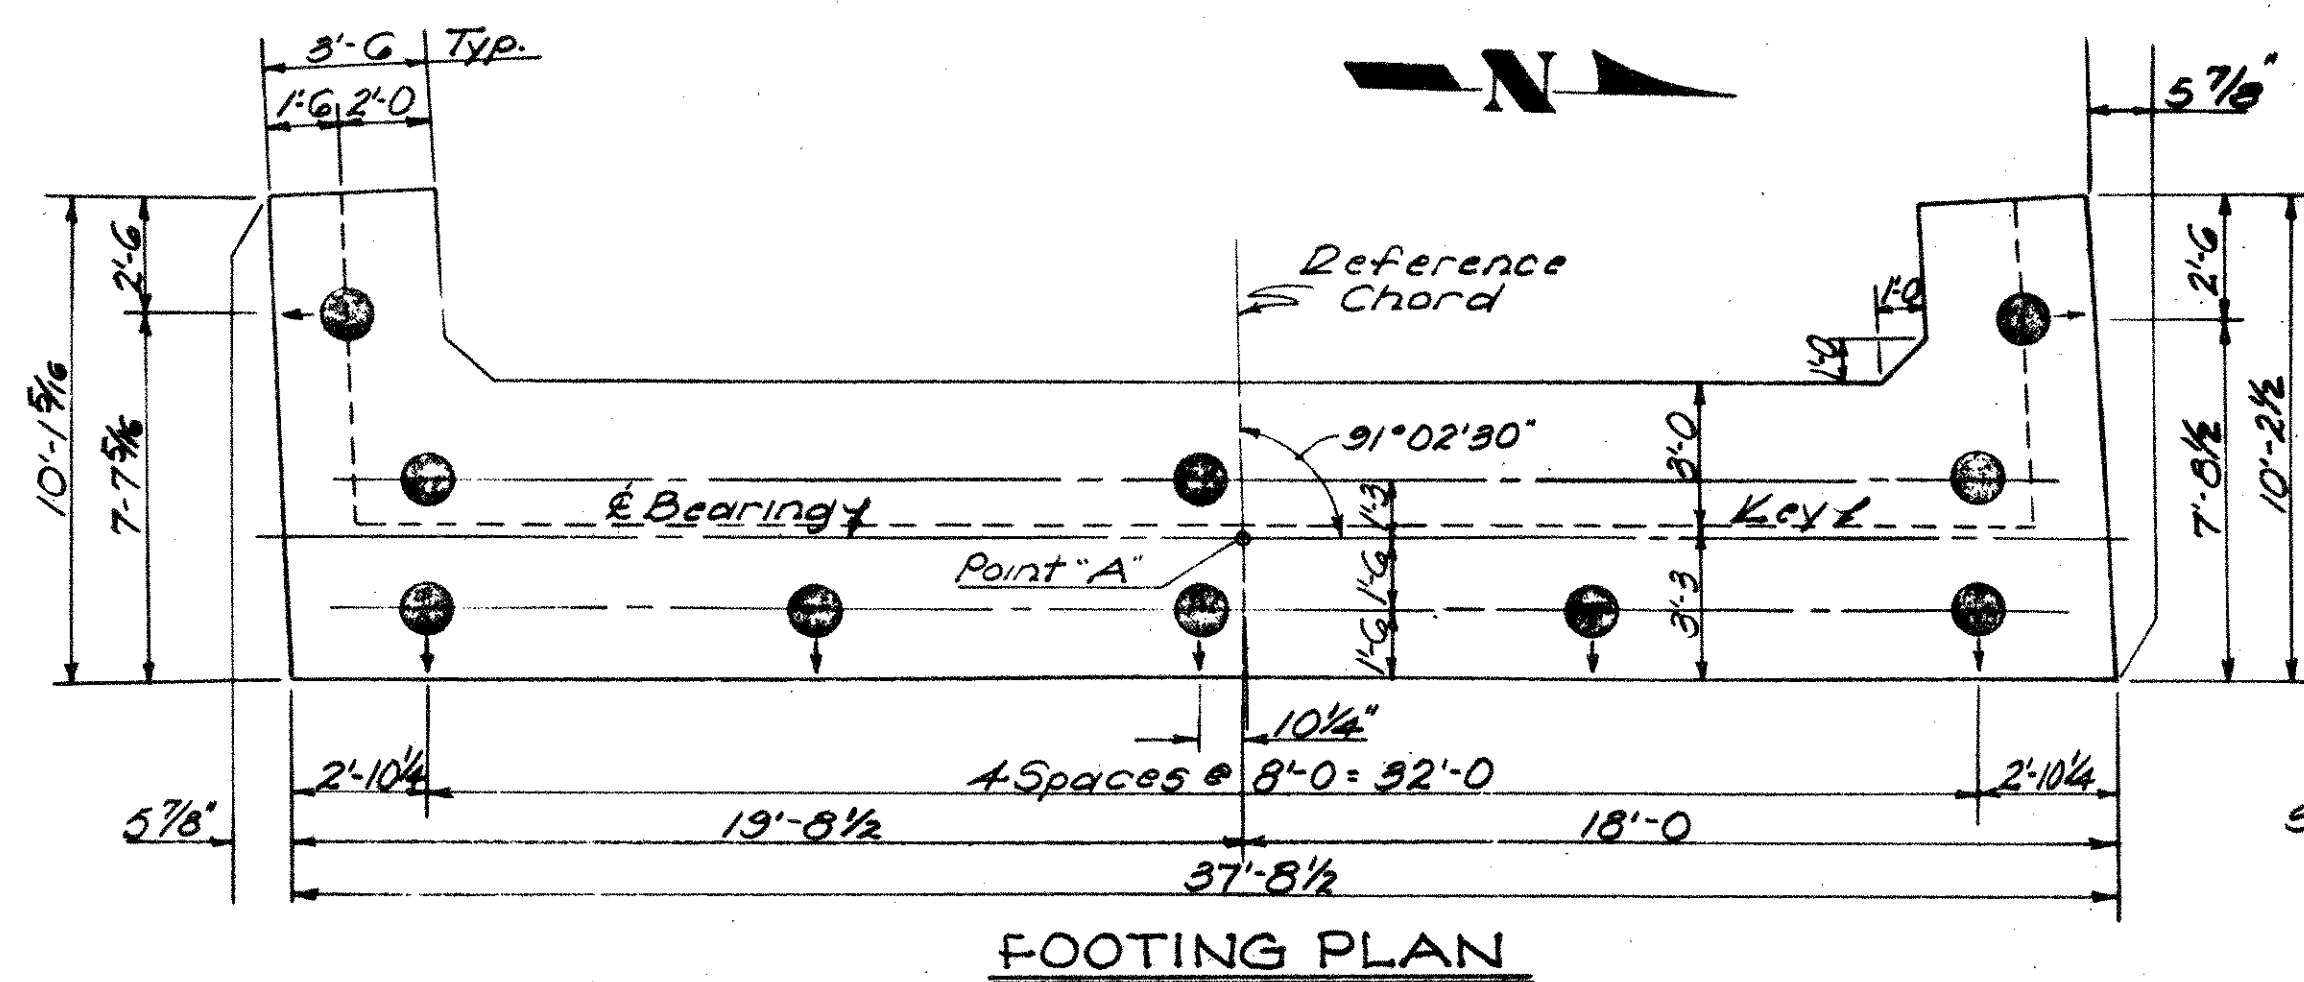 3'-6 Typ.
1'-6 2'-0
N
5 7/8"
2'-6
10'-1 5/16
7-7 5/16
Reference
Chord
1'-0
1'-0
2'-6
7'-8 1/2
10'-2 1/2
91°02'30"
3'-0
℄ Bearing
1'-3
Key
Point "A"
1'-6
3'-3
1'-6
10 1/4"
2'-10 1/4
4 Spaces @ 8'-0 = 32'-0
2'-10 1/4
5 7/8"
19'-8 1/2
18'-0
37'-8 1/2
FOOTING PLAN